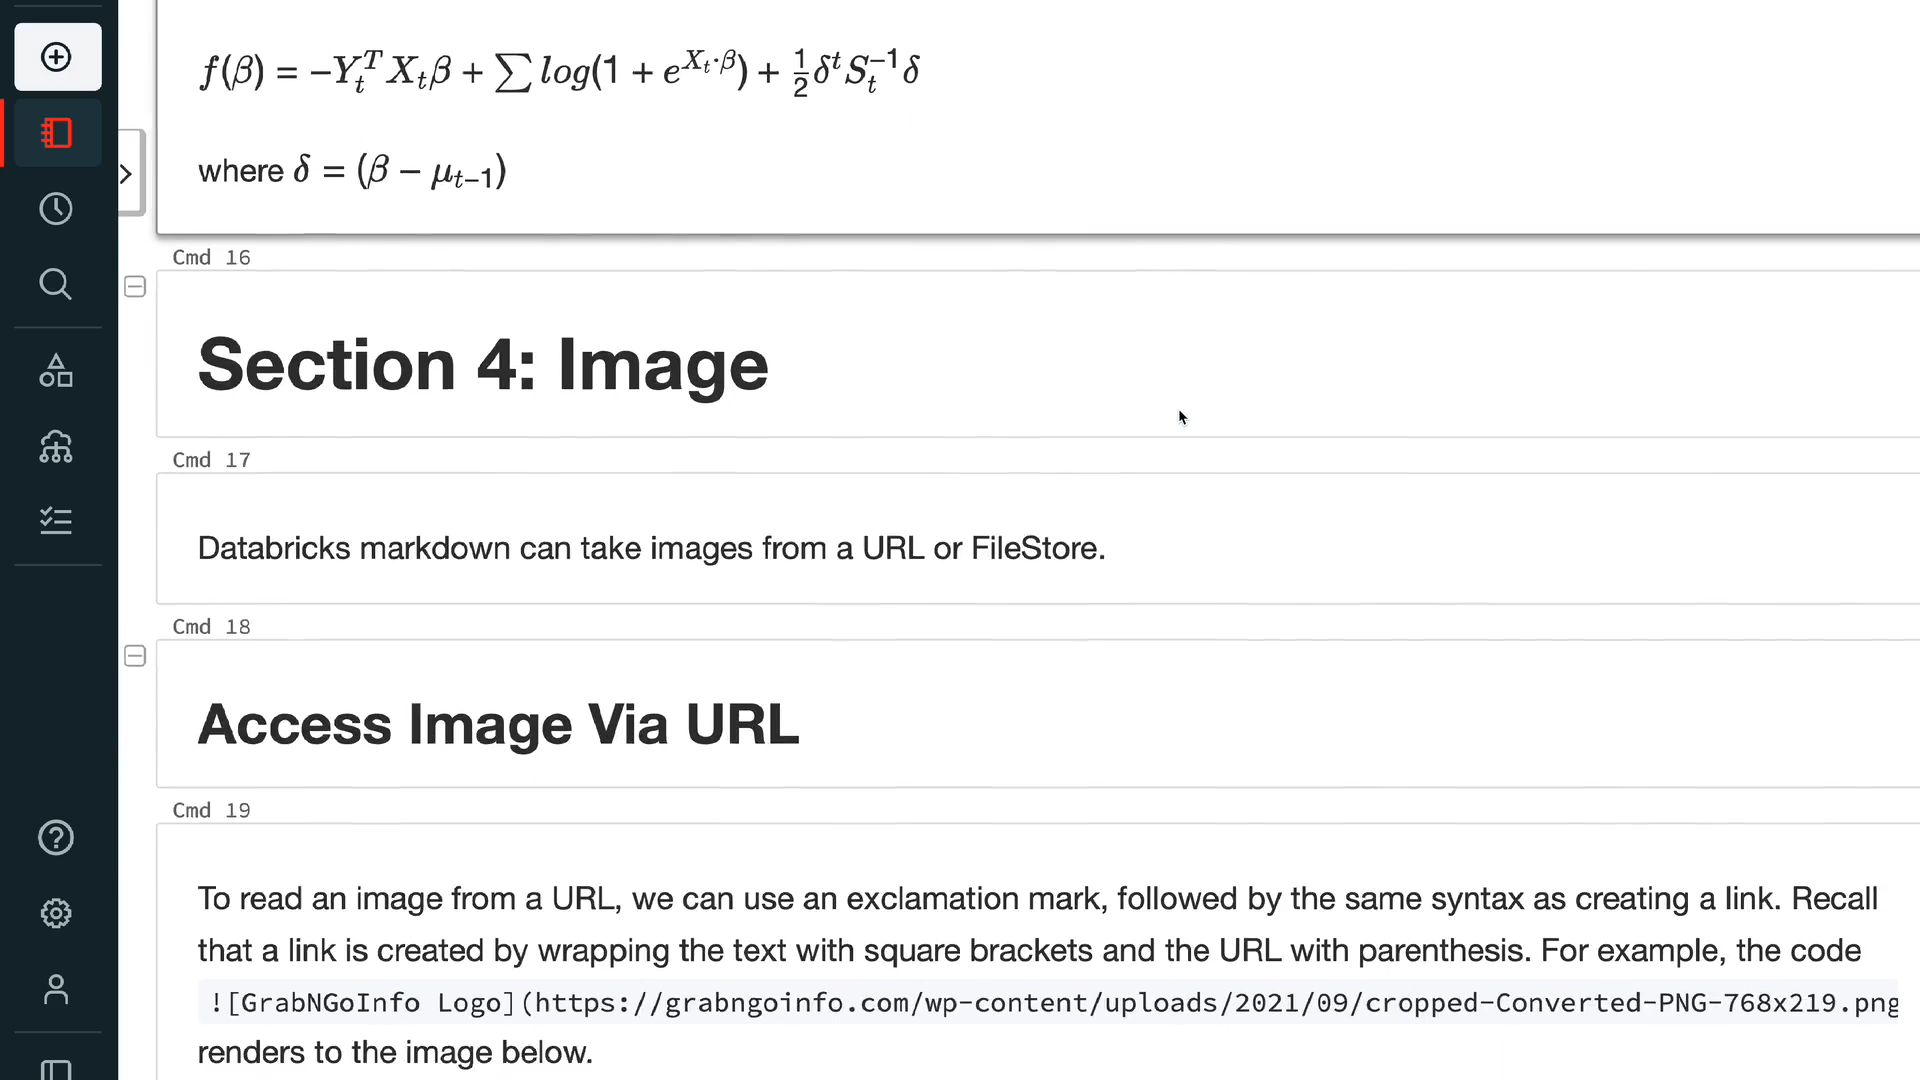 f(β) = −Y_t^T X_t β + ∑ log(1 + e^{X_t·β}) + ½δ^t S_t^{−1} δ
where δ = (β − μ_{t−1})
Cmd 16
Section 4: Image
Cmd 17
Databricks markdown can take images from a URL or FileStore.
Cmd 18
Access Image Via URL
Cmd 19
To read an image from a URL, we can use an exclamation mark, followed by the same syntax as creating a link. Recall
that a link is created by wrapping the text with square brackets and the URL with parenthesis. For example, the code
![GrabNGoInfo Logo](https://grabngoinfo.com/wp-content/uploads/2021/09/cropped-Converted-PNG-768x219.png
renders to the image below.